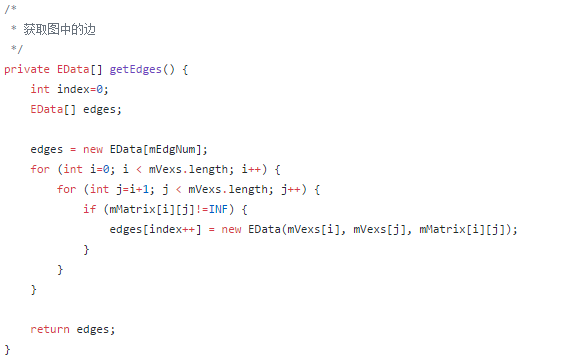 /*
 * 获取图中的边
 */
private EData[] getEdges() {
    int index=0;
    EData[] edges;

    edges = new EData[mEdgNum];
    for (int i=0; i < mVexs.length; i++) {
        for (int j=i+1; j < mVexs.length; j++) {
            if (mMatrix[i][j]!=INF) {
                edges[index++] = new EData(mVexs[i], mVexs[j], mMatrix[i][j]);
            }
        }
    }

    return edges;
}